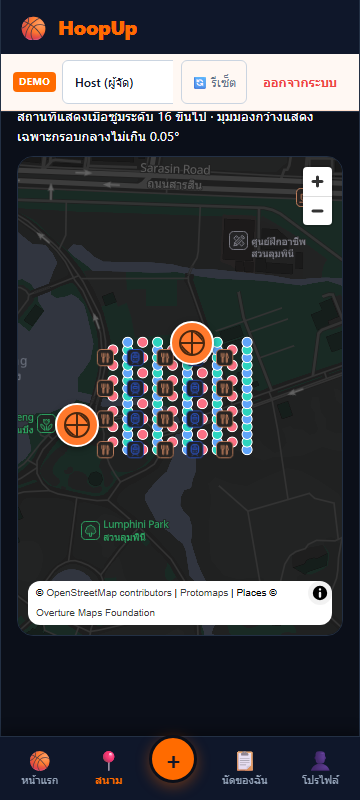 HoopUp
DEMO
Host (ผู้จัด)
รีเซ็ต
ออกจากระบบ
สถานที่แสดงเมื่อซูมระดับ 16 ขึ้นไป · มุมมองกว้างแสดง
เฉพาะกรอบกลางไม่เกิน 0.05°
Sarasin Road
ถนนสารสิน
+
−
ศูนย์ฝึกอาชีพ
สวนลุมพินี
Lumphini Park
สวนลุมพินี
© OpenStreetMap contributors | Protomaps | Places ©
Overture Maps Foundation
+
หน้าแรก
สนาม
นัดของฉัน
โปรไฟล์